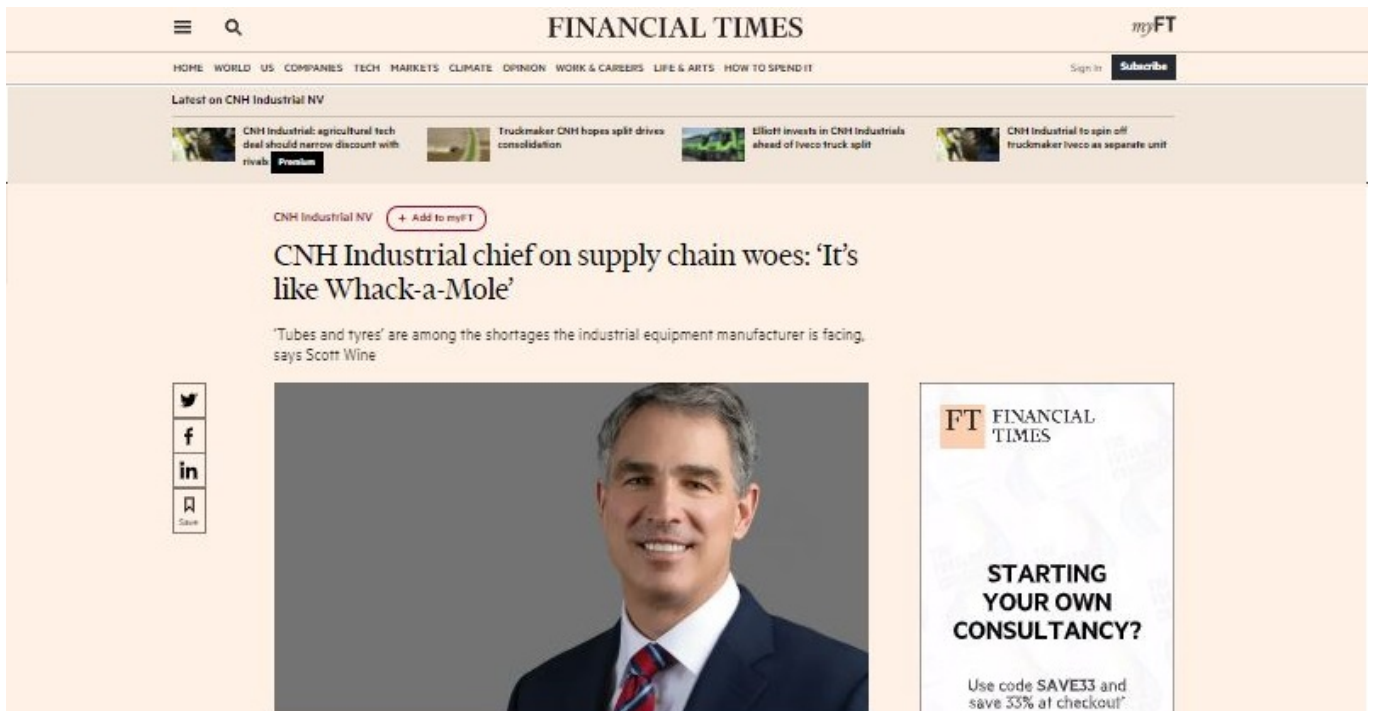 FINANCIAL TIMES
myFT
HOME WORLD US COMPANIES TECH MARKETS CLIMATE OPINION WORK & CAREERS LIFE & ARTS HOW TO SPEND IT
Sign In
Subscribe
Latest on CNH Industrial NV
CNH Industrial: agricultural tech
deal should narrow discount with
rivals Premium
Truckmaker CNH hopes split drives
consolidation
Elliott invests in CNH Industrials
ahead of Iveco truck split
CNH Industrial to spin off
truckmaker Iveco as separate unit
CNH Industrial NV
+ Add to myFT
CNH Industrial chief on supply chain woes: ‘It’s
like Whack-a-Mole’
‘Tubes and tyres’ are among the shortages the industrial equipment manufacturer is facing,
says Scott Wine
f
in
Save
FT FINANCIAL
TIMES
STARTING
YOUR OWN
CONSULTANCY?
Use code SAVE33 and
save 33% at checkout*